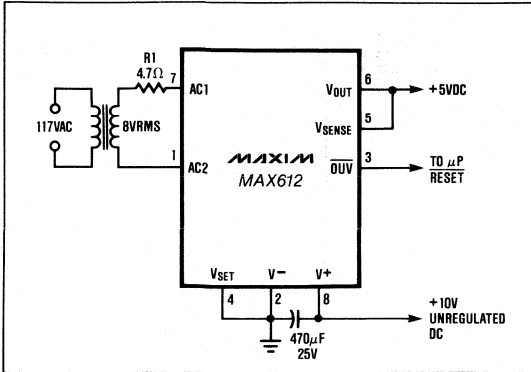 R1
4.7Ω
7
AC1
117VAC
8VRMS
1
AC2
MAXIM
MAX612
VOUT
6
+5VDC
VSENSE
5
OUV
3
TO µP
RESET
VSET
V−
V+
4
2
8
470µF
25V
+10V
UNREGULATED
DC